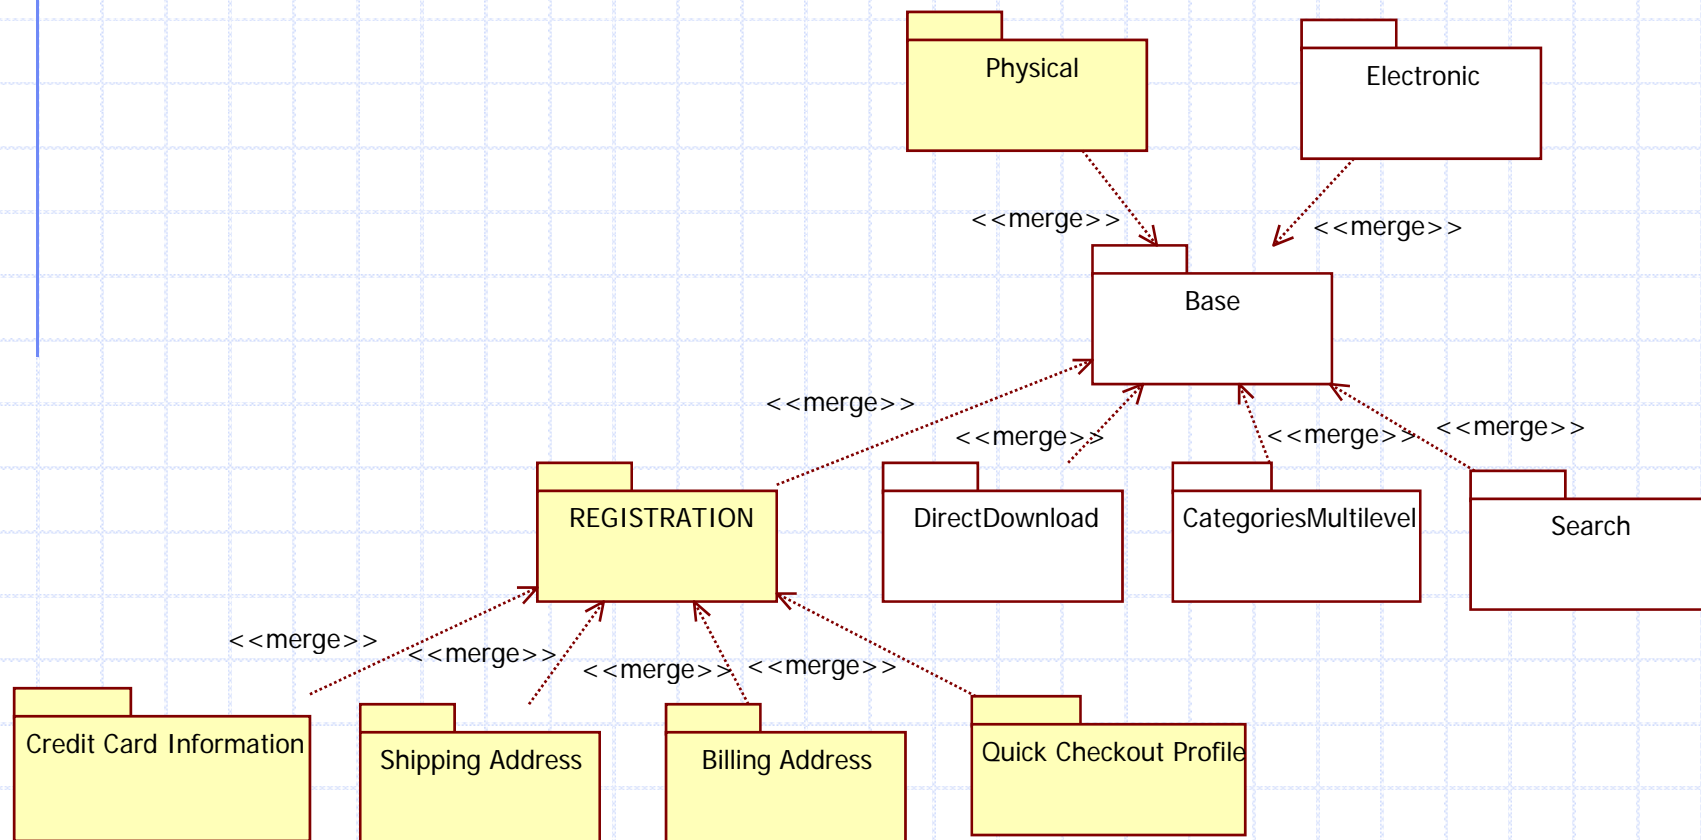 Physical
Electronic
<<merge>>
<<merge>>
Base
<<merge>>
<<merge>>
<<merge>>
<<merge>>
REGISTRATION
DirectDownload
CategoriesMultilevel
Search
<<merge>>
<<merge>>
<<merge>>
<<merge>>
Credit Card Information
Shipping Address
Billing Address
Quick Checkout Profile